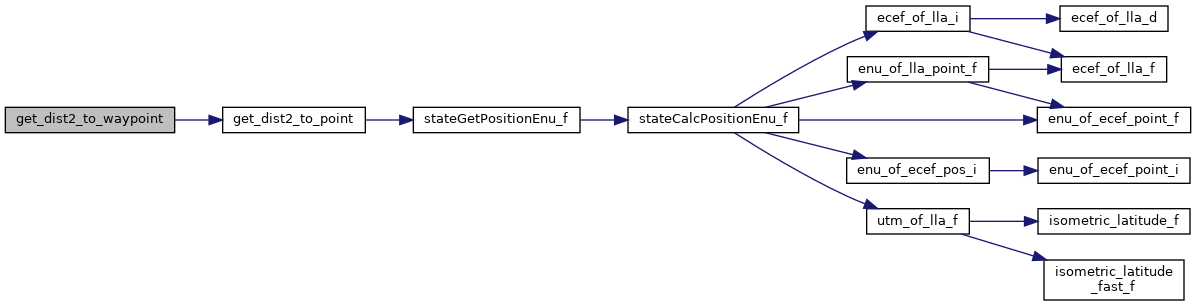 get_dist2_to_waypoint
get_dist2_to_point
stateGetPositionEnu_f
stateCalcPositionEnu_f
ecef_of_lla_i
ecef_of_lla_d
ecef_of_lla_f
enu_of_lla_point_f
enu_of_ecef_point_f
enu_of_ecef_pos_i
enu_of_ecef_point_i
utm_of_lla_f
isometric_latitude_f
isometric_latitude
_fast_f